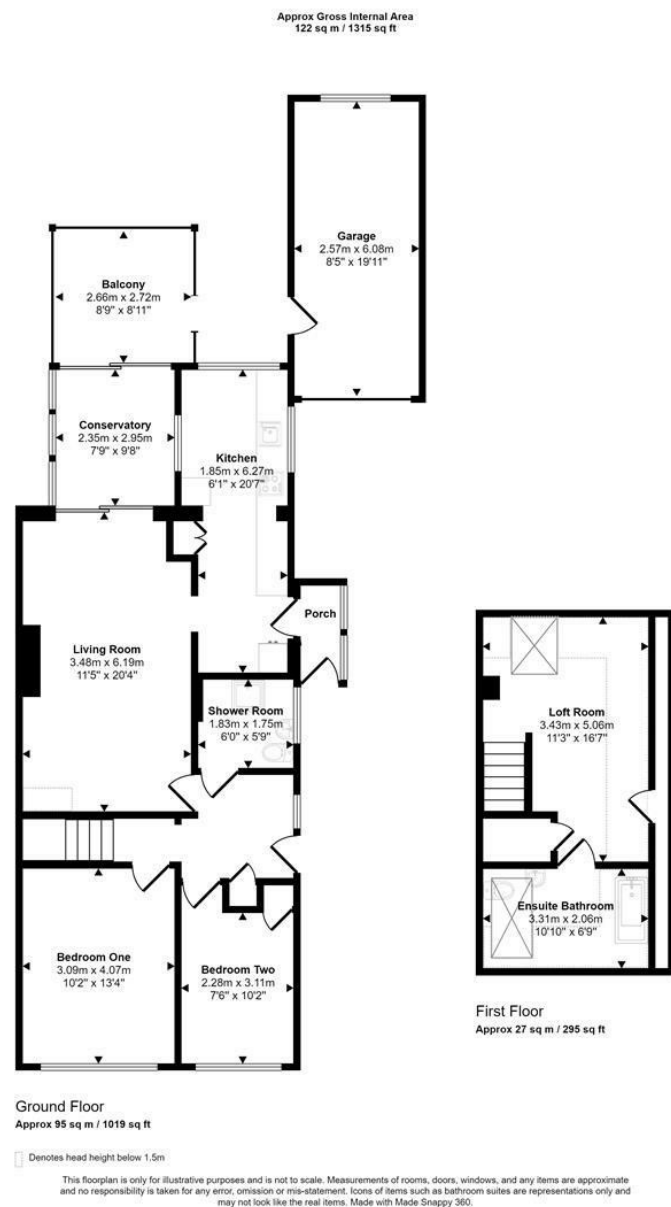 Approx Gross Internal Area
122 sq m / 1315 sq ft
Garage
2.57m x 6.08m
8'5" x 19'11"
Balcony
2.66m x 2.72m
8'9" x 8'11"
Conservatory
2.35m x 2.95m
7'9" x 9'8"
Kitchen
1.85m x 6.27m
6'1" x 20'7"
Porch
Living Room
3.48m x 6.19m
11'5" x 20'4"
Shower Room
1.83m x 1.75m
6'0" x 5'9"
Bedroom One
3.09m x 4.07m
10'2" x 13'4"
Bedroom Two
2.28m x 3.11m
7'6" x 10'2"
Loft Room
3.43m x 5.06m
11'3" x 16'7"
Ensuite Bathroom
3.31m x 2.06m
10'10" x 6'9"
First Floor
Approx 27 sq m / 295 sq ft
Ground Floor
Approx 95 sq m / 1019 sq ft
Denotes head height below 1.5m
This floorplan is only for illustrative purposes and is not to scale. Measurements of rooms, doors, windows, and any items are approximate
and no responsibility is taken for any error, omission or mis-statement. Icons of items such as bathroom suites are representations only and
may not look like the real items. Made with Made Snappy 360.